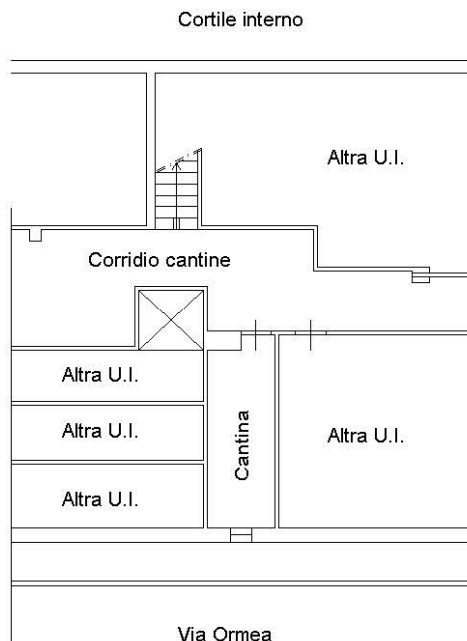 Cortile interno
Altra U.I.
Corridio cantine
Altra U.I.
Altra U.I.
Cantina
Altra U.I.
Altra U.I.
Via Ormea